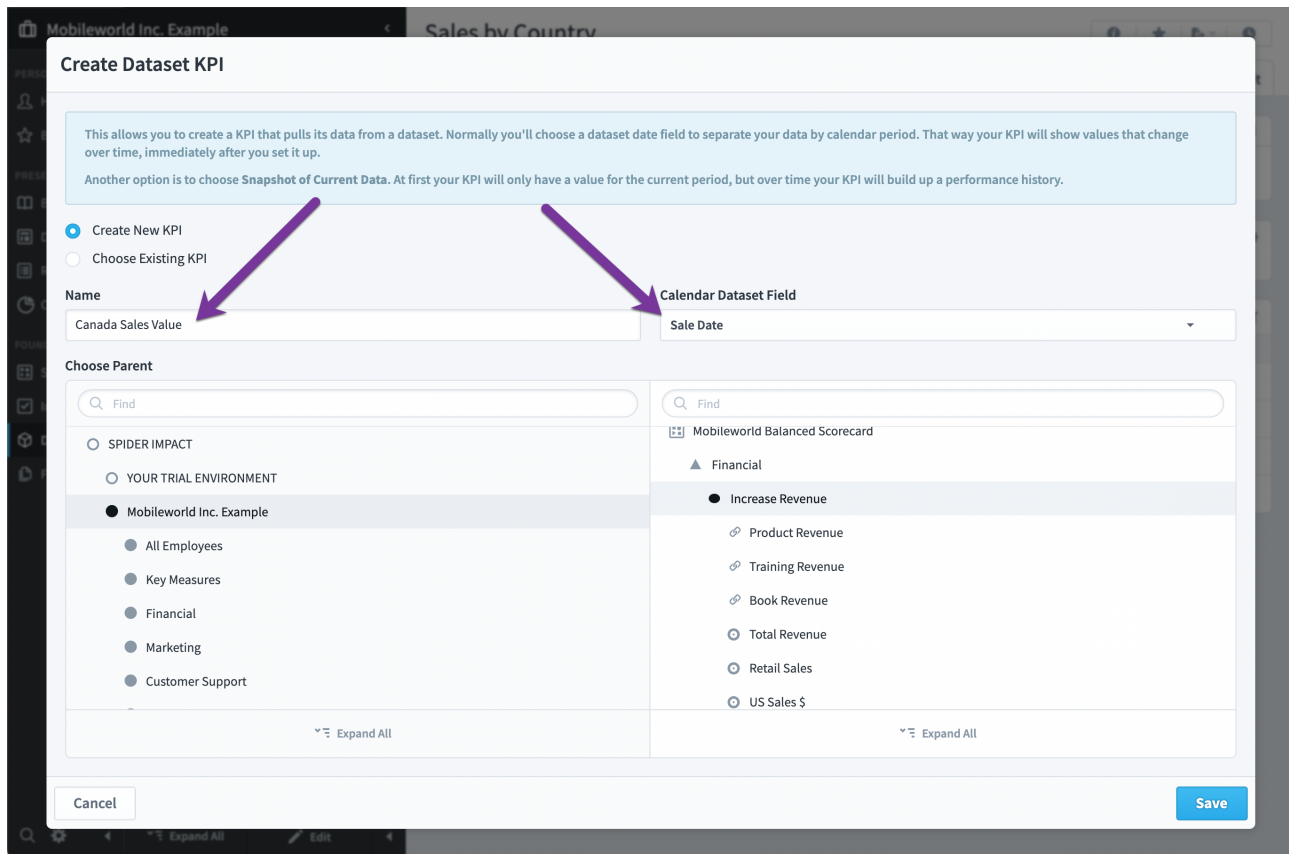 Mobileworld Inc. Example
Sales by Country
Create Dataset KPI
This allows you to create a KPI that pulls its data from a dataset. Normally you'll choose a dataset date field to separate your data by calendar period. That way your KPI will show values that change
over time, immediately after you set it up.
Another option is to choose Snapshot of Current Data. At first your KPI will only have a value for the current period, but over time your KPI will build up a performance history.
Create New KPI
Choose Existing KPI
Name
Calendar Dataset Field
Canada Sales Value
Sale Date
Choose Parent
Find
SPIDER IMPACT
YOUR TRIAL ENVIRONMENT
Mobileworld Inc. Example
All Employees
Key Measures
Financial
Marketing
Customer Support
Expand All
Find
Mobileworld Balanced Scorecard
Financial
Increase Revenue
Product Revenue
Training Revenue
Book Revenue
Total Revenue
Retail Sales
US Sales $
Expand All
Cancel
Save
Expand All
Edit